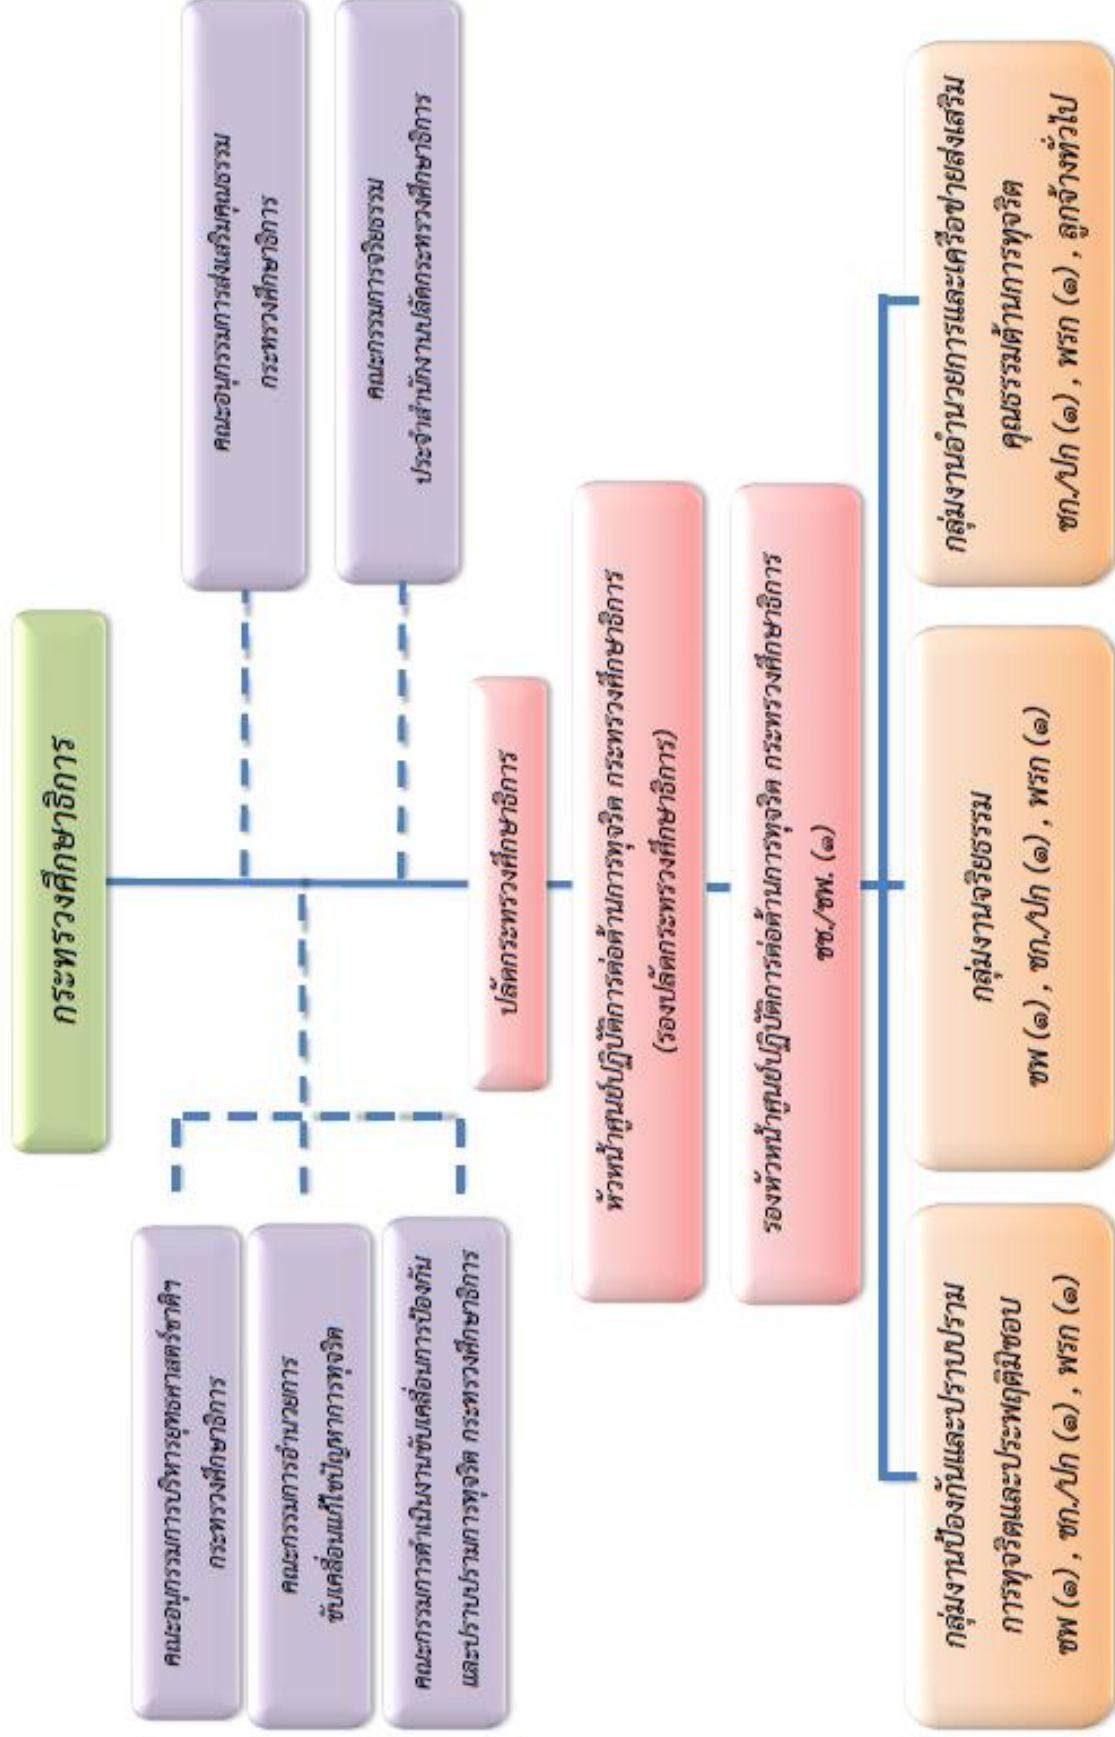 กระทรวงศึกษาธิการ
คณะอนุกรรมการบริหารยุทธศาสตร์ชาติฯ
กระทรวงศึกษาธิการ
คณะกรรมการอำนวยการ
ขับเคลื่อนแก้ไขปัญหาการทุจริต
คณะกรรมการดำเนินงานขับเคลื่อนการป้องกัน
และปราบปรามการทุจริต กระทรวงศึกษาธิการ
คณะอนุกรรมการส่งเสริมคุณธรรม
กระทรวงศึกษาธิการ
คณะกรรมการจริยธรรม
ประจำสำนักงานปลัดกระทรวงศึกษาธิการ
ปลัดกระทรวงศึกษาธิการ
หัวหน้าศูนย์ปฏิบัติการต่อต้านการทุจริต กระทรวงศึกษาธิการ
(รองปลัดกระทรวงศึกษาธิการ)
รองหัวหน้าศูนย์ปฏิบัติการต่อต้านการทุจริต กระทรวงศึกษาธิการ
ชช./ชพ. (๑)
กลุ่มงานป้องกันและปราบปราม
การทุจริตและประพฤติมิชอบ
ชพ (๑) , ชก./ปก (๑) , พรก (๑)
กลุ่มงานจริยธรรม
ชพ (๑) , ชก./ปก (๑) , พรก (๑)
กลุ่มงานอำนวยการและเครือข่ายส่งเสริม
คุณธรรมต้านการทุจริต
ชก./ปก (๑) , พรก (๑) , ลูกจ้างทั่วไป